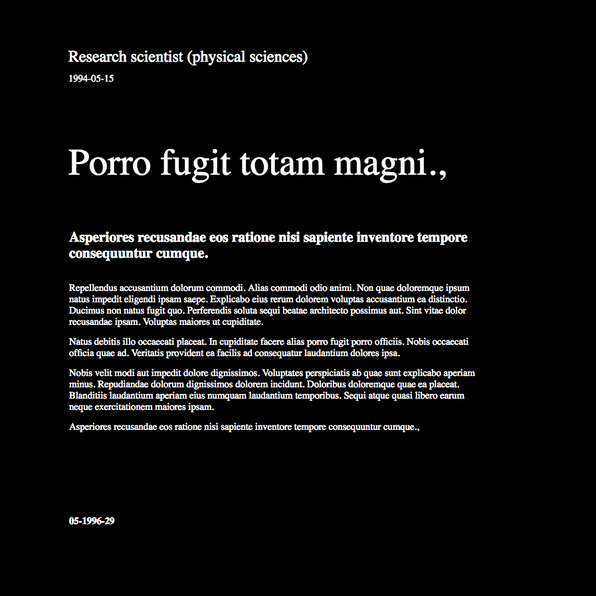 Research scientist (physical sciences)
1994-05-15
Porro fugit totam magni.,
Asperiores recusandae eos ratione nisi sapiente inventore tempore
consequuntur cumque.
Repellendus accusantium dolorum commodi. Alias commodi odio animi. Non quae doloremque ipsum
natus impedit eligendi ipsam saepe. Explicabo eius rerum dolorem voluptas accusantium ea distinctio.
Ducimus non natus fugit quo. Perferendis soluta sequi beatae architecto possimus aut. Sint vitae dolor
recusandae ipsam. Voluptas maiores ut cupiditate.
Natus debitis illo occaecati placeat. In cupiditate facere alias porro fugit porro officiis. Nobis occaecati
officia quae ad. Veritatis provident ea facilis ad consequatur laudantium dolores ipsa.
Nobis velit modi aut impedit dolore dignissimos. Voluptates perspiciatis ab quae sunt explicabo aperiam
minus. Repudiandae dolorum dignissimos dolorem incidunt. Doloribus doloremque quae ea placeat.
Blanditiis laudantium aperiam eius numquam laudantium temporibus. Sequi atque quasi libero earum
neque exercitationem maiores ipsam.
Asperiores recusandae eos ratione nisi sapiente inventore tempore consequuntur cumque.,
05-1996-29